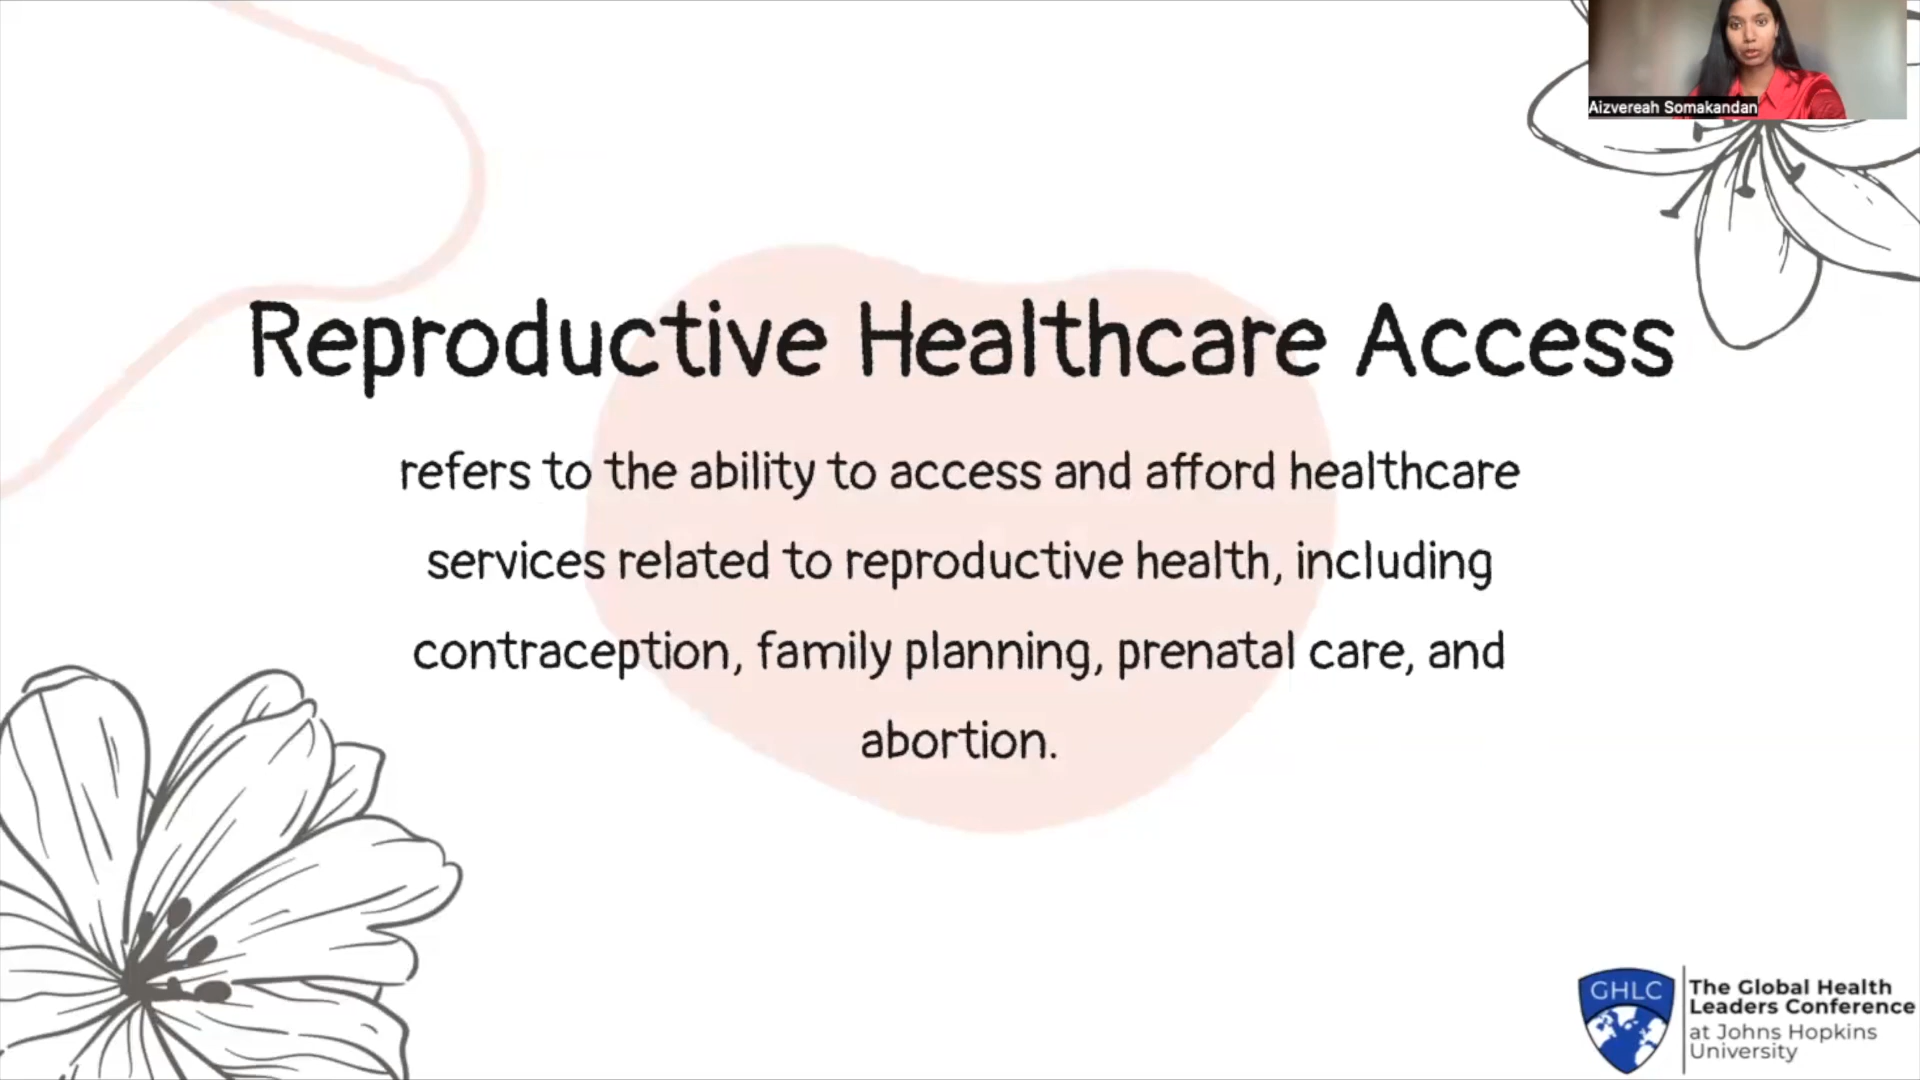 Aizvereah Somakandan
Reproductive Healthcare Access
refers to the ability to access and afford healthcare
services related to reproductive health, including
contraception, family planning, prenatal care, and
abortion.
GHLC
The Global Health
Leaders Conference
at Johns Hopkins
University